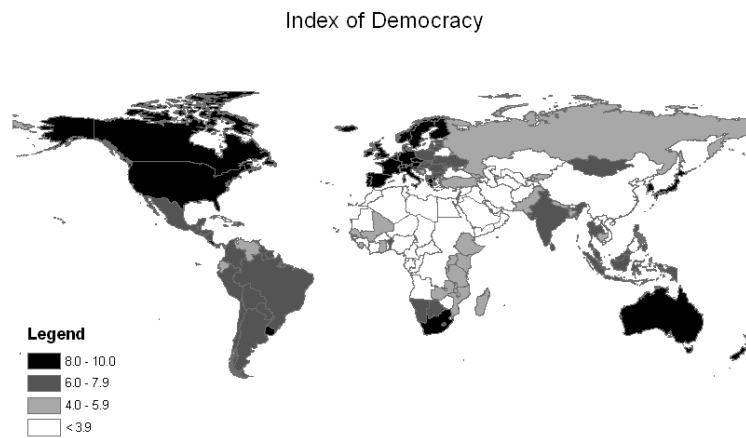 Index of Democracy
Legend
8.0 - 10.0
6.0 - 7.9
4.0 - 5.9
< 3.9